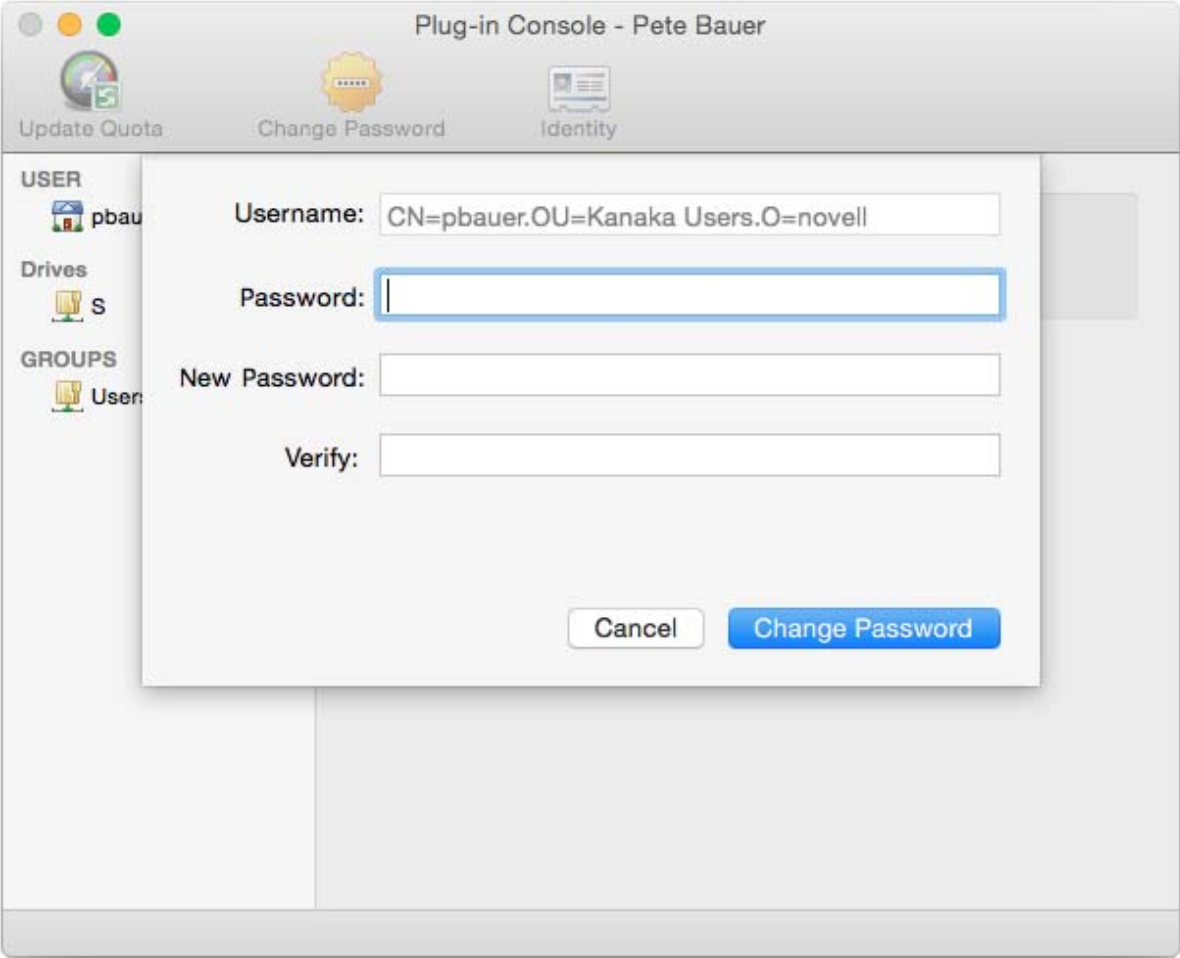 Plug-in Console - Pete Bauer
Update Quota
Change Password
Identity
USER
pbau
Drives
S
GROUPS
Users
Username:
CN=pbauer.OU=Kanaka Users.O=novell
Password:
New Password:
Verify:
Cancel
Change Password